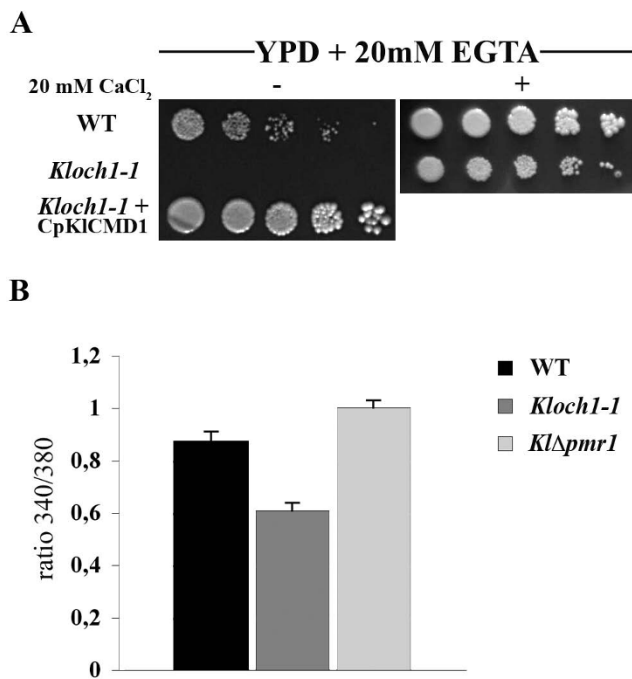 A
YPD + 20mM EGTA
20 mM CaCl₂ - +
WT
Kloch1-1
Kloch1-1 +
CpKlCMD1
B
1,2
1
0,8
0,6
0,4
0,2
0
ratio 340/380
WT
Kloch1-1
KlΔpmr1